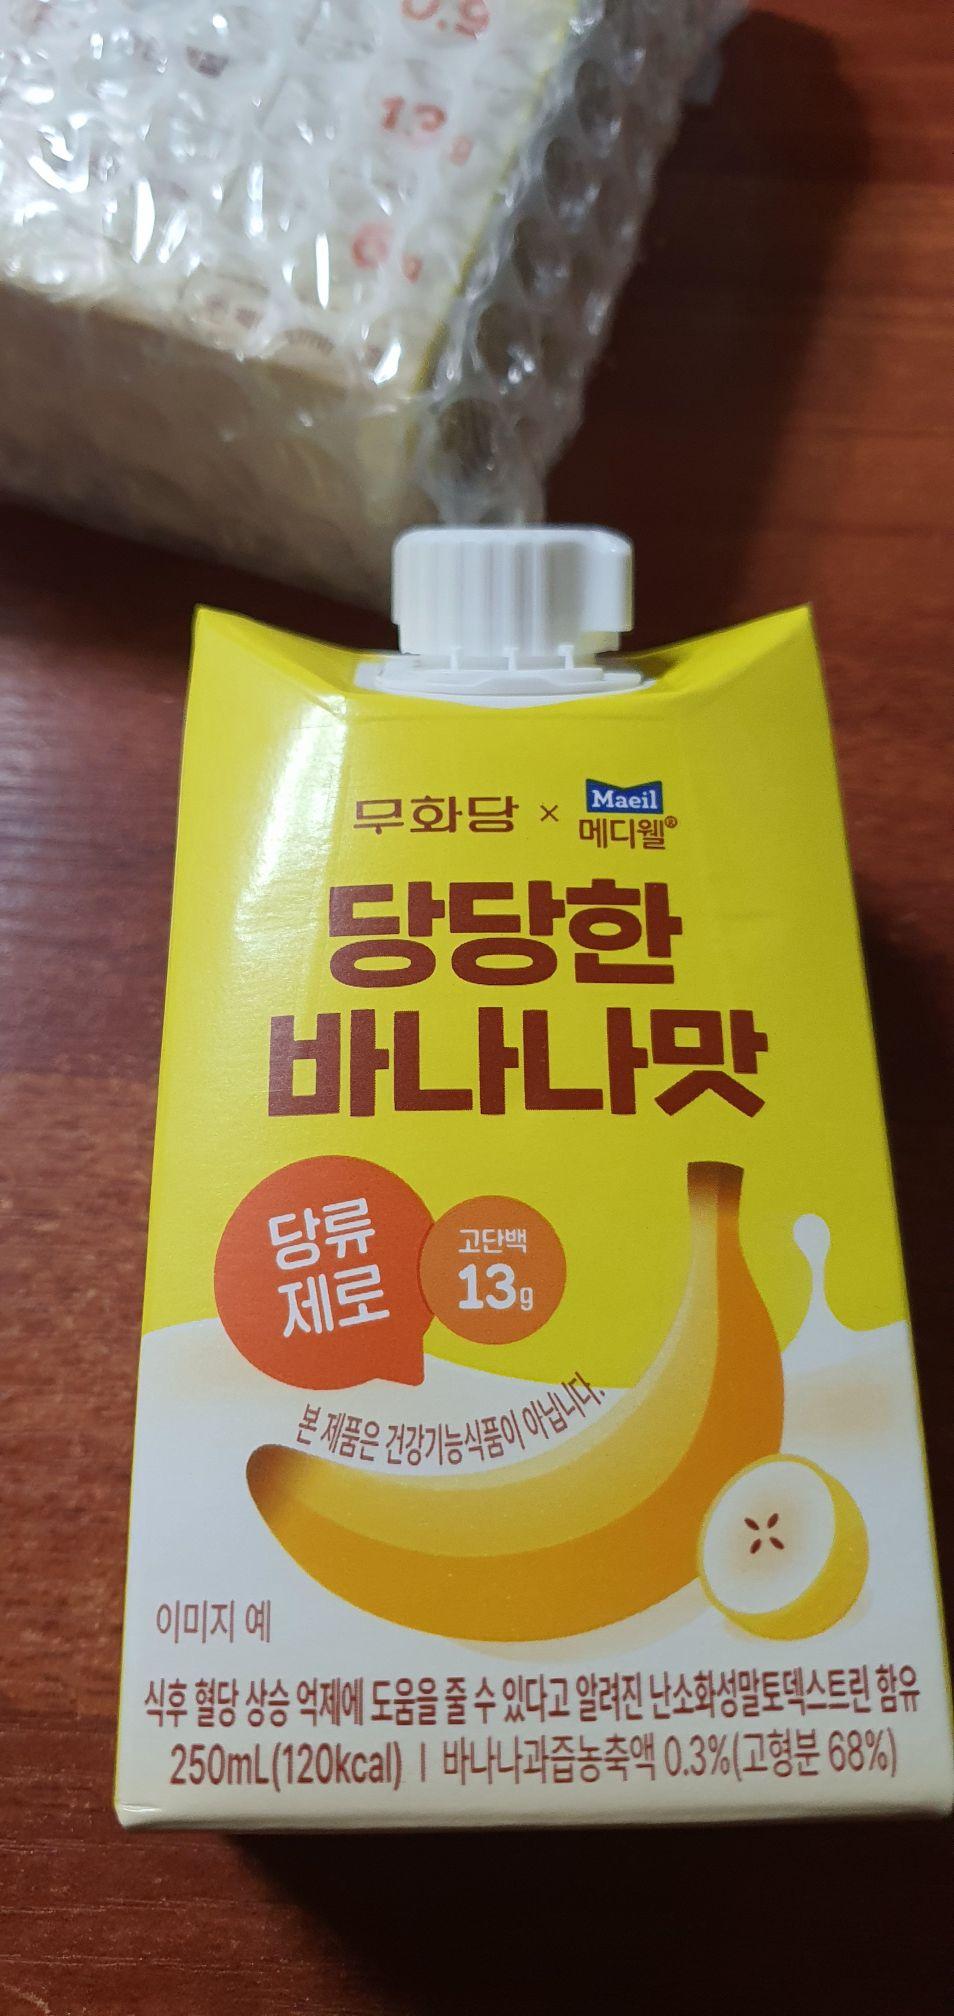 무화당 × Maeil
메디웰®
당당한
바나나맛
당류
제로
고단백
13g
본 제품은 건강기능식품이 아닙니다.
이미지 예
식후 혈당 상승 억제에 도움을 줄 수 있다고 알려진 난소화성말토덱스트린 함유
250mL(120kcal) | 바나나과즙농축액 0.3%(고형분 68%)